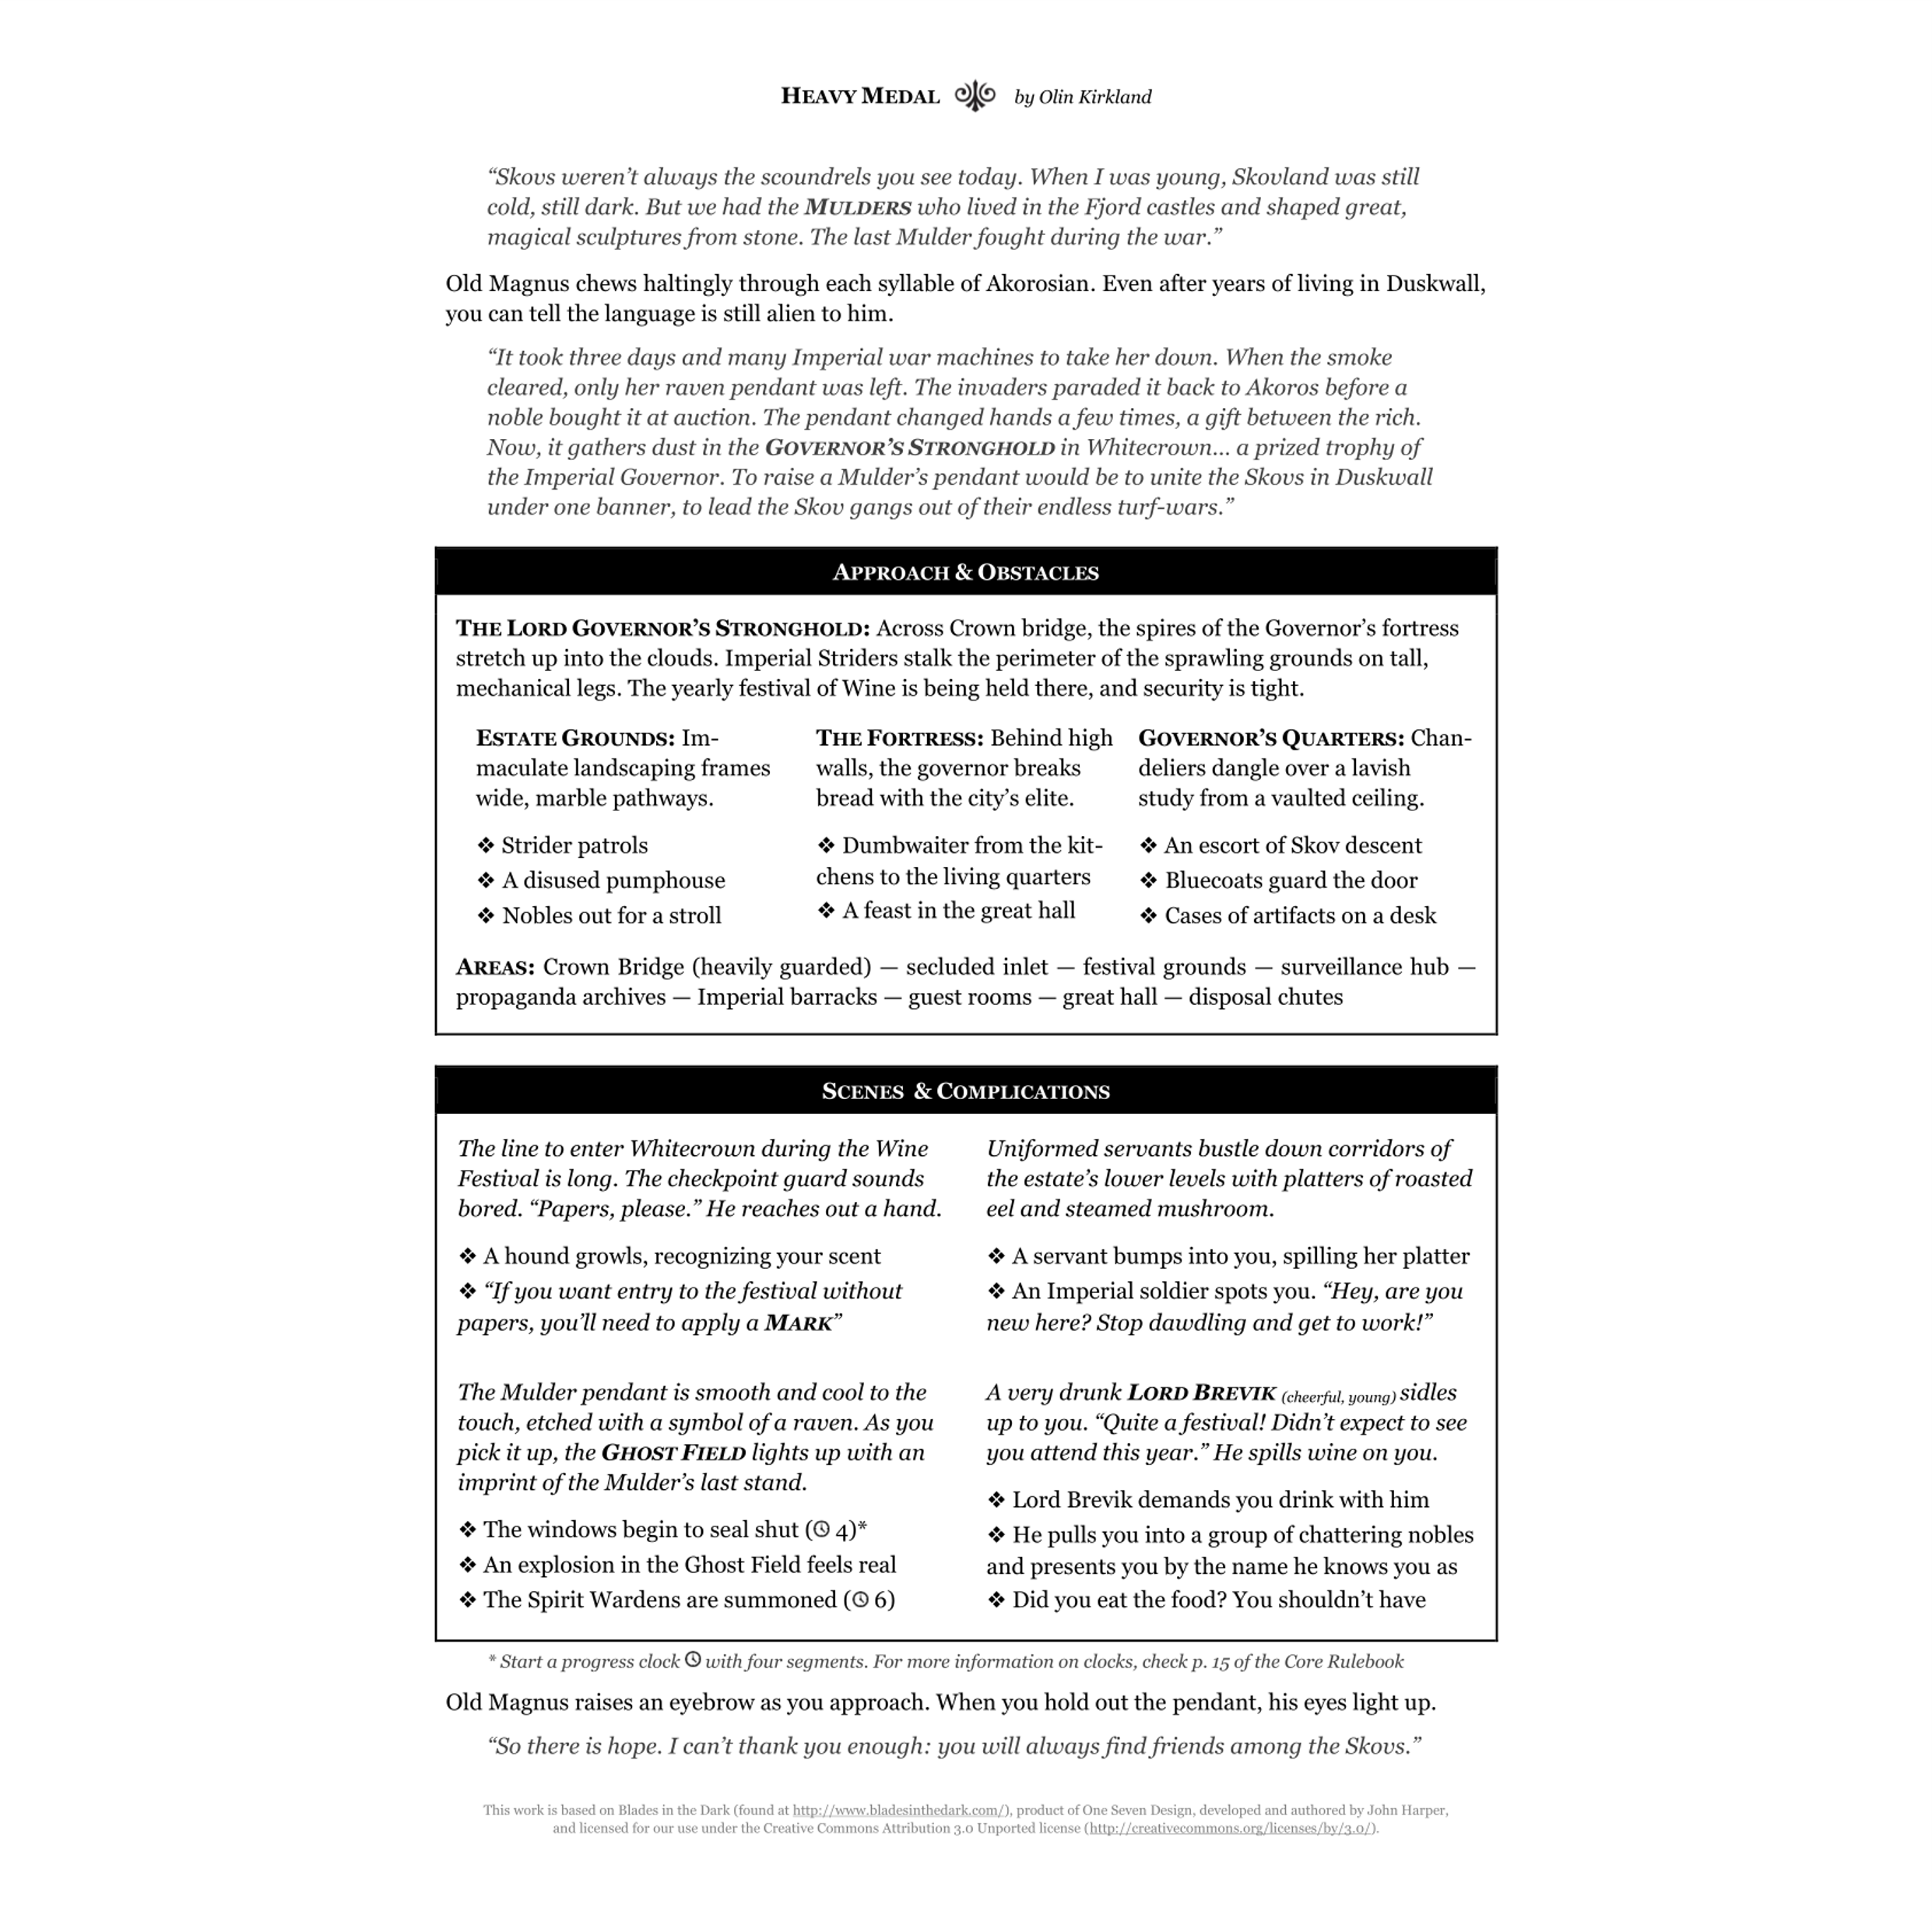 HEAVY MEDAL by Olin Kirkland
“Skovs weren’t always the scoundrels you see today. When I was young, Skovland was still
cold, still dark. But we had the MULDERS who lived in the Fjord castles and shaped great,
magical sculptures from stone. The last Mulder fought during the war.”
Old Magnus chews haltingly through each syllable of Akorosian. Even after years of living in Duskwall,
you can tell the language is still alien to him.
“It took three days and many Imperial war machines to take her down. When the smoke
cleared, only her raven pendant was left. The invaders paraded it back to Akoros before a
noble bought it at auction. The pendant changed hands a few times, a gift between the rich.
Now, it gathers dust in the GOVERNOR’S STRONGHOLD in Whitecrown… a prized trophy of
the Imperial Governor. To raise a Mulder’s pendant would be to unite the Skovs in Duskwall
under one banner, to lead the Skov gangs out of their endless turf-wars.”
APPROACH & OBSTACLES
THE LORD GOVERNOR’S STRONGHOLD: Across Crown bridge, the spires of the Governor’s fortress
stretch up into the clouds. Imperial Striders stalk the perimeter of the sprawling grounds on tall,
mechanical legs. The yearly festival of Wine is being held there, and security is tight.
ESTATE GROUNDS: Im-
maculate landscaping frames
wide, marble pathways.
❖ Strider patrols
❖ A disused pumphouse
❖ Nobles out for a stroll
THE FORTRESS: Behind high
walls, the governor breaks
bread with the city’s elite.
❖ Dumbwaiter from the kit-
chens to the living quarters
❖ A feast in the great hall
GOVERNOR’S QUARTERS: Chan-
deliers dangle over a lavish
study from a vaulted ceiling.
❖ An escort of Skov descent
❖ Bluecoats guard the door
❖ Cases of artifacts on a desk
AREAS: Crown Bridge (heavily guarded) — secluded inlet — festival grounds — surveillance hub —
propaganda archives — Imperial barracks — guest rooms — great hall — disposal chutes
SCENES & COMPLICATIONS
The line to enter Whitecrown during the Wine
Festival is long. The checkpoint guard sounds
bored. “Papers, please.” He reaches out a hand.
❖ A hound growls, recognizing your scent
❖ “If you want entry to the festival without
papers, you’ll need to apply a MARK”
Uniformed servants bustle down corridors of
the estate’s lower levels with platters of roasted
eel and steamed mushroom.
❖ A servant bumps into you, spilling her platter
❖ An Imperial soldier spots you. “Hey, are you
new here? Stop dawdling and get to work!”
The Mulder pendant is smooth and cool to the
touch, etched with a symbol of a raven. As you
pick it up, the GHOST FIELD lights up with an
imprint of the Mulder’s last stand.
❖ The windows begin to seal shut (🕓 4)*
❖ An explosion in the Ghost Field feels real
❖ The Spirit Wardens are summoned (🕓 6)
A very drunk LORD BREVIK (cheerful, young) sidles
up to you. “Quite a festival! Didn’t expect to see
you attend this year.” He spills wine on you.
❖ Lord Brevik demands you drink with him
❖ He pulls you into a group of chattering nobles
and presents you by the name he knows you as
❖ Did you eat the food? You shouldn’t have
* Start a progress clock 🕓 with four segments. For more information on clocks, check p. 15 of the Core Rulebook
Old Magnus raises an eyebrow as you approach. When you hold out the pendant, his eyes light up.
“So there is hope. I can’t thank you enough: you will always find friends among the Skovs.”
This work is based on Blades in the Dark (found at http://www.bladesinthedark.com/), product of One Seven Design, developed and authored by John Harper,
and licensed for our use under the Creative Commons Attribution 3.0 Unported license (http://creativecommons.org/licenses/by/3.0/).